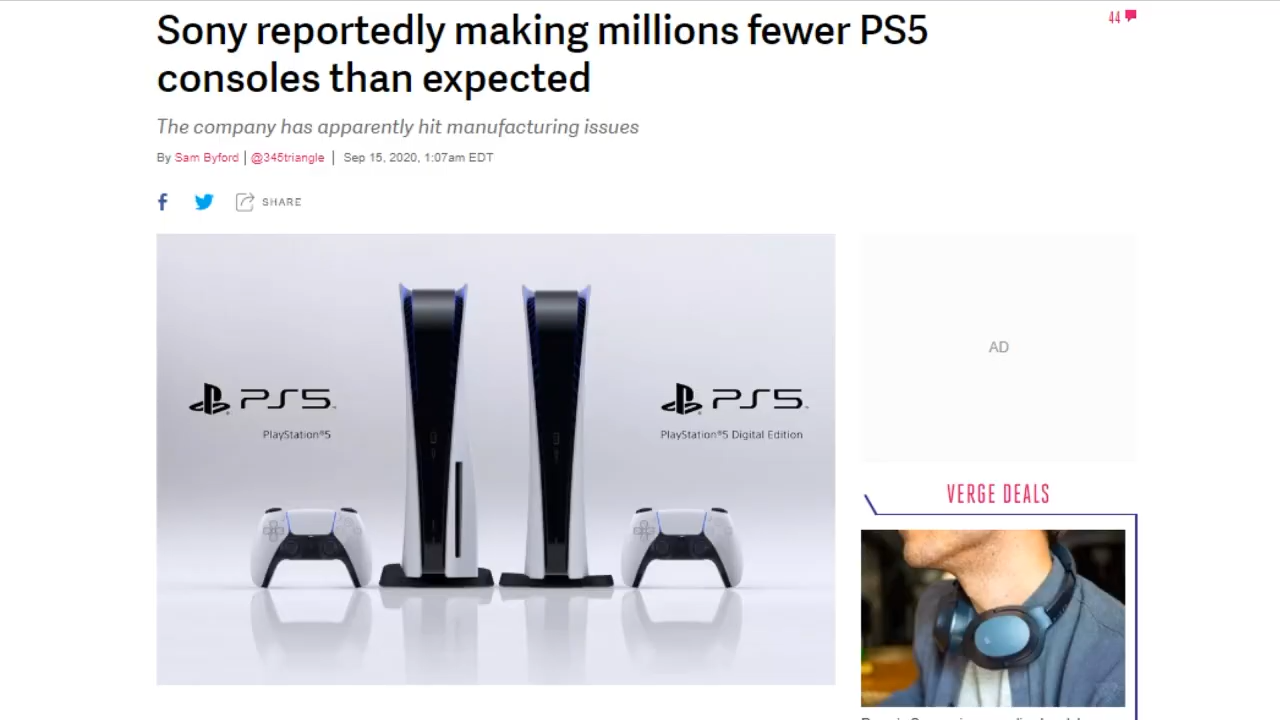 Sony reportedly making millions fewer PS5
consoles than expected
44
The company has apparently hit manufacturing issues
By Sam Byford | @345triangle | Sep 15, 2020, 1:07am EDT
SHARE
PS5
PlayStation®5
PS5
PlayStation®5 Digital Edition
AD
VERGE DEALS